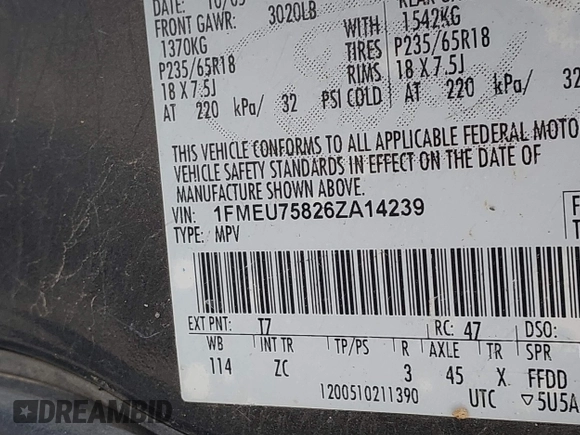 DATE: 10/05
FRONT GAWR: 3020LB
1370KG
P235/65R18
18 X 7.5J
AT 220 kPa/ 32 PSI COLD
WITH
TIRES
RIMS
1542KG
P235/65R18
18 X 7.5J
AT 220 kPa/ 32
THIS VEHICLE CONFORMS TO ALL APPLICABLE FEDERAL MOTO
VEHICLE SAFETY STANDARDS IN EFFECT ON THE DATE OF
MANUFACTURE SHOWN ABOVE.
VIN: 1FMEU75826ZA14239
TYPE: MPV
F
T
EXT PNT: T7 RC: 47 DSO:
WB INT TR TP/PS R AXLE TR SPR
114 ZC 3 45 X FFDD
1200510211390 UTC ▽5U5A
IDREAMBID